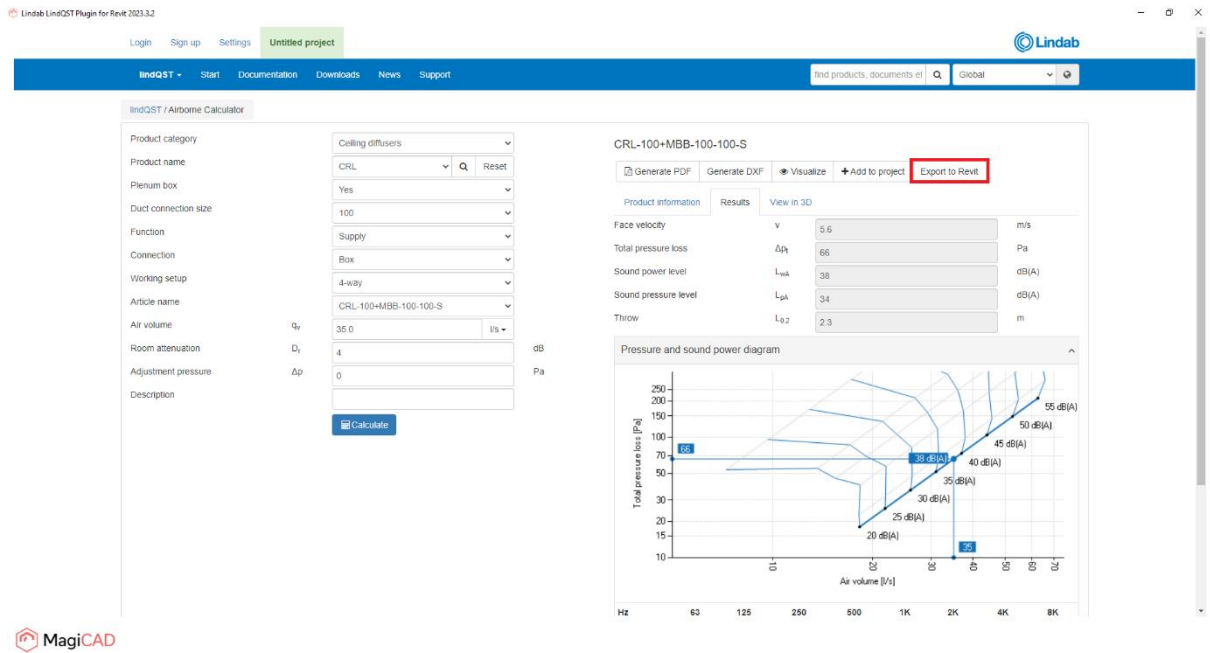 Lindab LindQST Plugin for Revit 2023.3.2
Login Sign up Settings Untitled project
Lindab
lindQST Start Documentation Downloads News Support
find products, documents et
Global
lindQST / Airborne Calculator
Product category Ceiling diffusers
Product name CRL Reset
Plenum box Yes
Duct connection size 100
Function Supply
Connection Box
Working setup 4-way
Article name CRL-100+MBB-100-100-S
Air volume qv 35.0 l/s
Room attenuation Dr 4 dB
Adjustment pressure Δp 0 Pa
Description
Calculate
CRL-100+MBB-100-100-S
Generate PDF Generate DXF Visualize Add to project Export to Revit
Product information Results View in 3D
Face velocity v 5.6 m/s
Total pressure loss Δpt 66 Pa
Sound power level LwA 38 dB(A)
Sound pressure level LpA 34 dB(A)
Throw L0.2 2.3 m
Pressure and sound power diagram
Total pressure loss [Pa]
250
200
150
100
70
50
30
20
15
10
66
38 dB(A)
35
55 dB(A)
50 dB(A)
45 dB(A)
40 dB(A)
35 dB(A)
30 dB(A)
25 dB(A)
20 dB(A)
10 20 30 40 50 60 70
Air volume [l/s]
Hz 63 125 250 500 1K 2K 4K 8K
MagiCAD